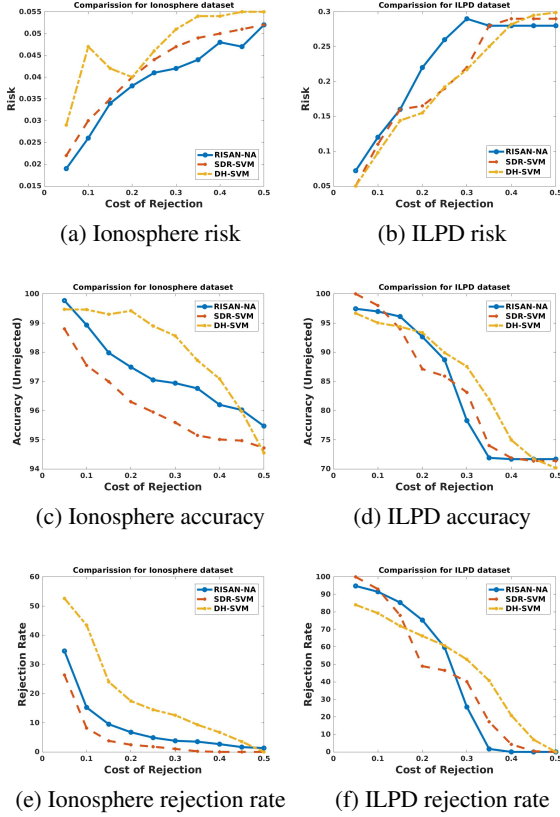 Comparission for Ionosphere dataset
Risk
0.055
0.05
0.045
0.04
0.035
0.03
0.025
0.02
0.015
RISAN-NA
SDR-SVM
DH-SVM
0 0.1 0.2 0.3 0.4 0.5
Cost of Rejection
(a) Ionosphere risk
Comparission for ILPD dataset
Risk
0.3
0.25
0.2
0.15
0.1
0.05
RISAN-NA
SDR-SVM
DH-SVM
0 0.1 0.2 0.3 0.4 0.5
Cost of Rejection
(b) ILPD risk
Comparission for Ionosphere dataset
Accuracy (Unrejected)
100
99
98
97
96
95
94
RISAN-NA
SDR-SVM
DH-SVM
0 0.1 0.2 0.3 0.4 0.5
Cost of Rejection
(c) Ionosphere accuracy
Comparission for ILPD dataset
Accuracy (Unrejected)
100
95
90
85
80
75
70
RISAN-NA
SDR-SVM
DH-SVM
0 0.1 0.2 0.3 0.4 0.5
Cost of Rejection
(d) ILPD accuracy
Comparission for Ionosphere dataset
Rejection Rate
60
50
40
30
20
10
0
RISAN-NA
SDR-SVM
DH-SVM
0 0.1 0.2 0.3 0.4 0.5
Cost of Rejection
(e) Ionosphere rejection rate
Comparission for ILPD dataset
Rejection Rate
100
90
80
70
60
50
40
30
20
10
0
RISAN-NA
SDR-SVM
DH-SVM
0 0.1 0.2 0.3 0.4 0.5
Cost of Rejection
(f) ILPD rejection rate